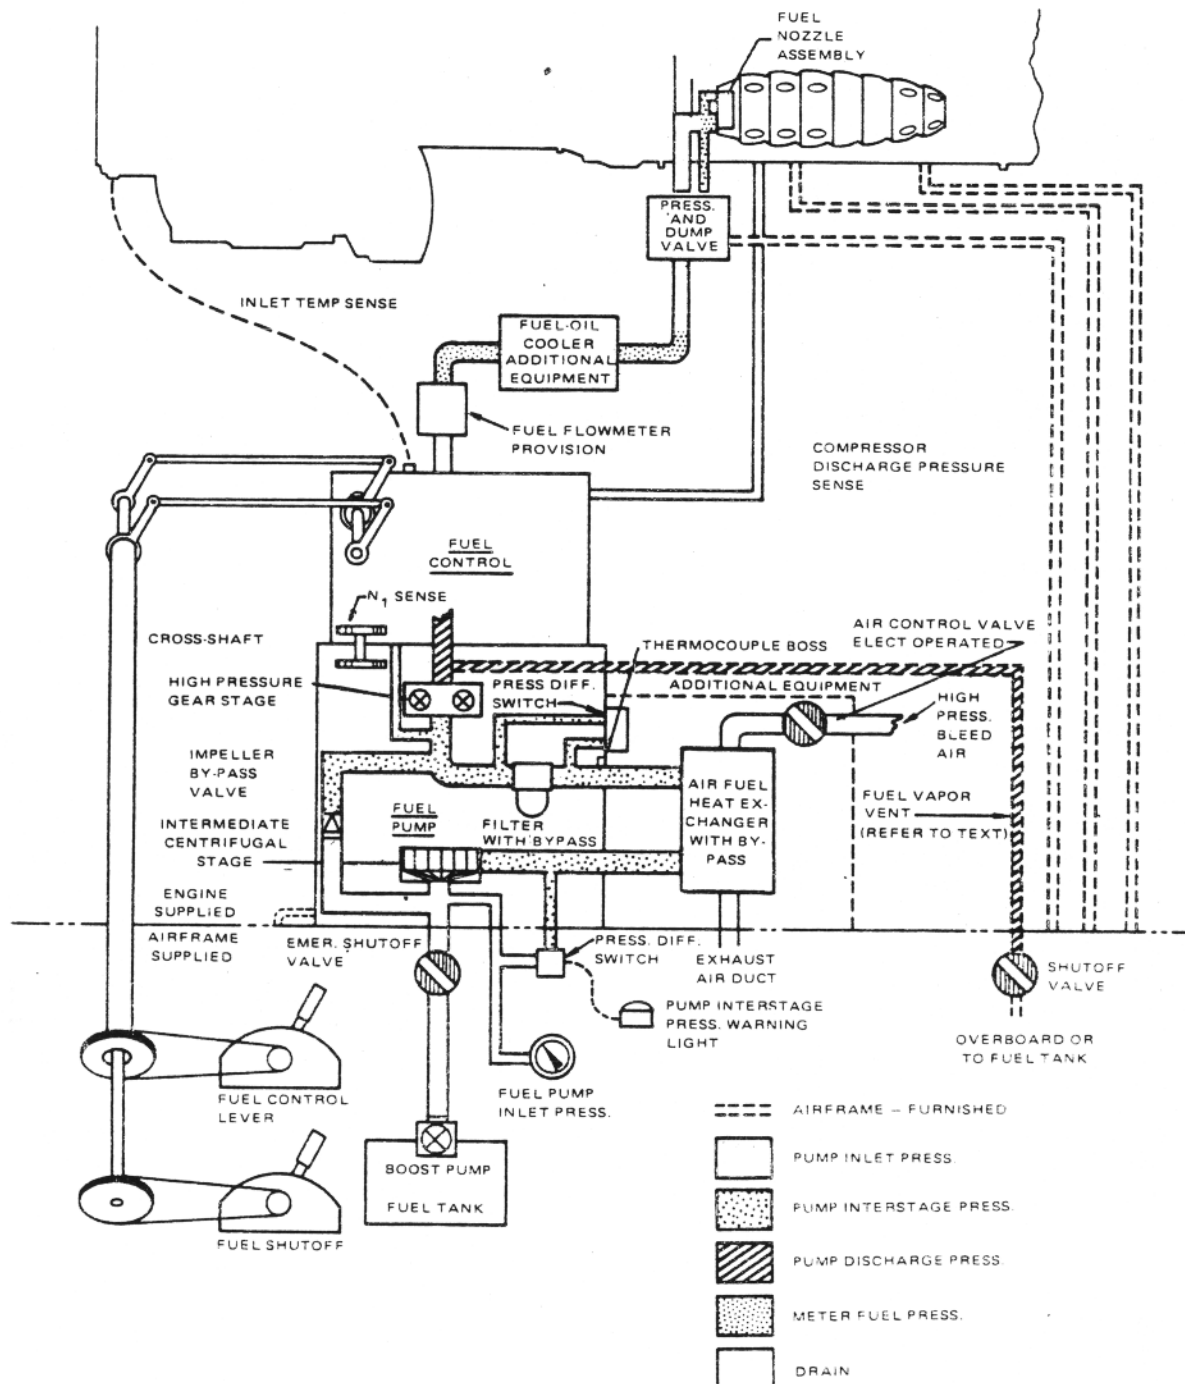 FUEL
NOZZLE
ASSEMBLY
PRESS.
AND
DUMP
VALVE
INLET TEMP SENSE
FUEL-OIL
COOLER
ADDITIONAL
EQUIPMENT
FUEL FLOWMETER
PROVISION
COMPRESSOR
DISCHARGE PRESSURE
SENSE
FUEL
CONTROL
N1 SENSE
CROSS-SHAFT
AIR CONTROL VALVE
ELECT OPERATED
THERMOCOUPLE BOSS
HIGH PRESSURE
GEAR STAGE
PRESS DIFF.
SWITCH
ADDITIONAL EQUIPMENT
HIGH
PRESS.
BLEED
AIR
IMPELLER
BY-PASS
VALVE
AIR FUEL
HEAT EX-
CHANGER
WITH BY-
PASS
FUEL VAPOR
VENT
(REFER TO TEXT)
FUEL
PUMP
FILTER
WITH BYPASS
INTERMEDIATE
CENTRIFUGAL
STAGE
ENGINE
SUPPLIED
AIRFRAME
SUPPLIED
EMER. SHUTOFF
VALVE
PRESS. DIFF.
SWITCH
EXHAUST
AIR DUCT
SHUTOFF
VALVE
PUMP INTERSTAGE
PRESS. WARNING
LIGHT
OVERBOARD OR
TO FUEL TANK
FUEL CONTROL
LEVER
FUEL PUMP
INLET PRESS.
BOOST PUMP
FUEL TANK
FUEL SHUTOFF
AIRFRAME – FURNISHED
PUMP INLET PRESS.
PUMP INTERSTAGE PRESS.
PUMP DISCHARGE PRESS.
METER FUEL PRESS.
DRAIN